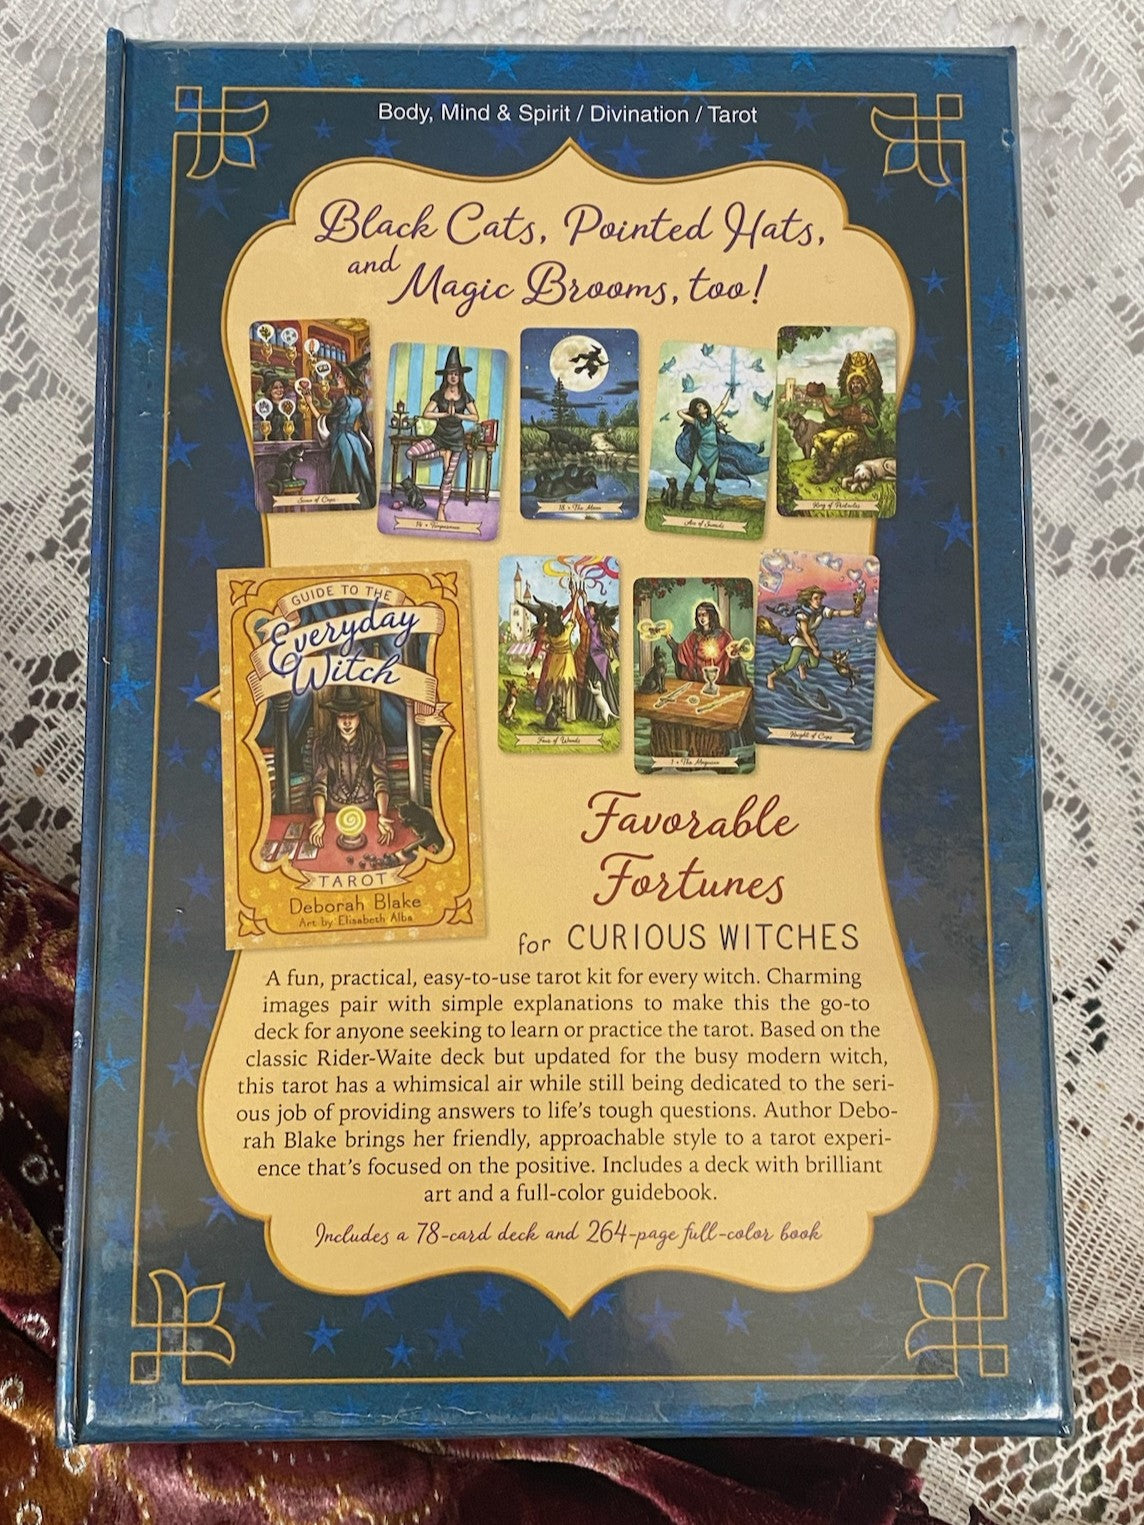 Body, Mind & Spirit / Divination / Tarot
Black Cats, Pointed Hats,
and Magic Brooms, too!
Seven of Cups
14 • Temperance
18 • The Moon
Ace of Swords
King of Pentacles
GUIDE TO THE
Everyday
Witch
TAROT
Deborah Blake
Art by Elisabeth Alba
Four of Wands
1 • The Magician
Knight of Cups
Favorable
Fortunes
for CURIOUS WITCHES
A fun, practical, easy-to-use tarot kit for every witch. Charming
images pair with simple explanations to make this the go-to
deck for anyone seeking to learn or practice the tarot. Based on the
classic Rider-Waite deck but updated for the busy modern witch,
this tarot has a whimsical air while still being dedicated to the seri-
ous job of providing answers to life's tough questions. Author Debo-
rah Blake brings her friendly, approachable style to a tarot experi-
ence that's focused on the positive. Includes a deck with brilliant
art and a full-color guidebook.
Includes a 78-card deck and 264-page full-color book